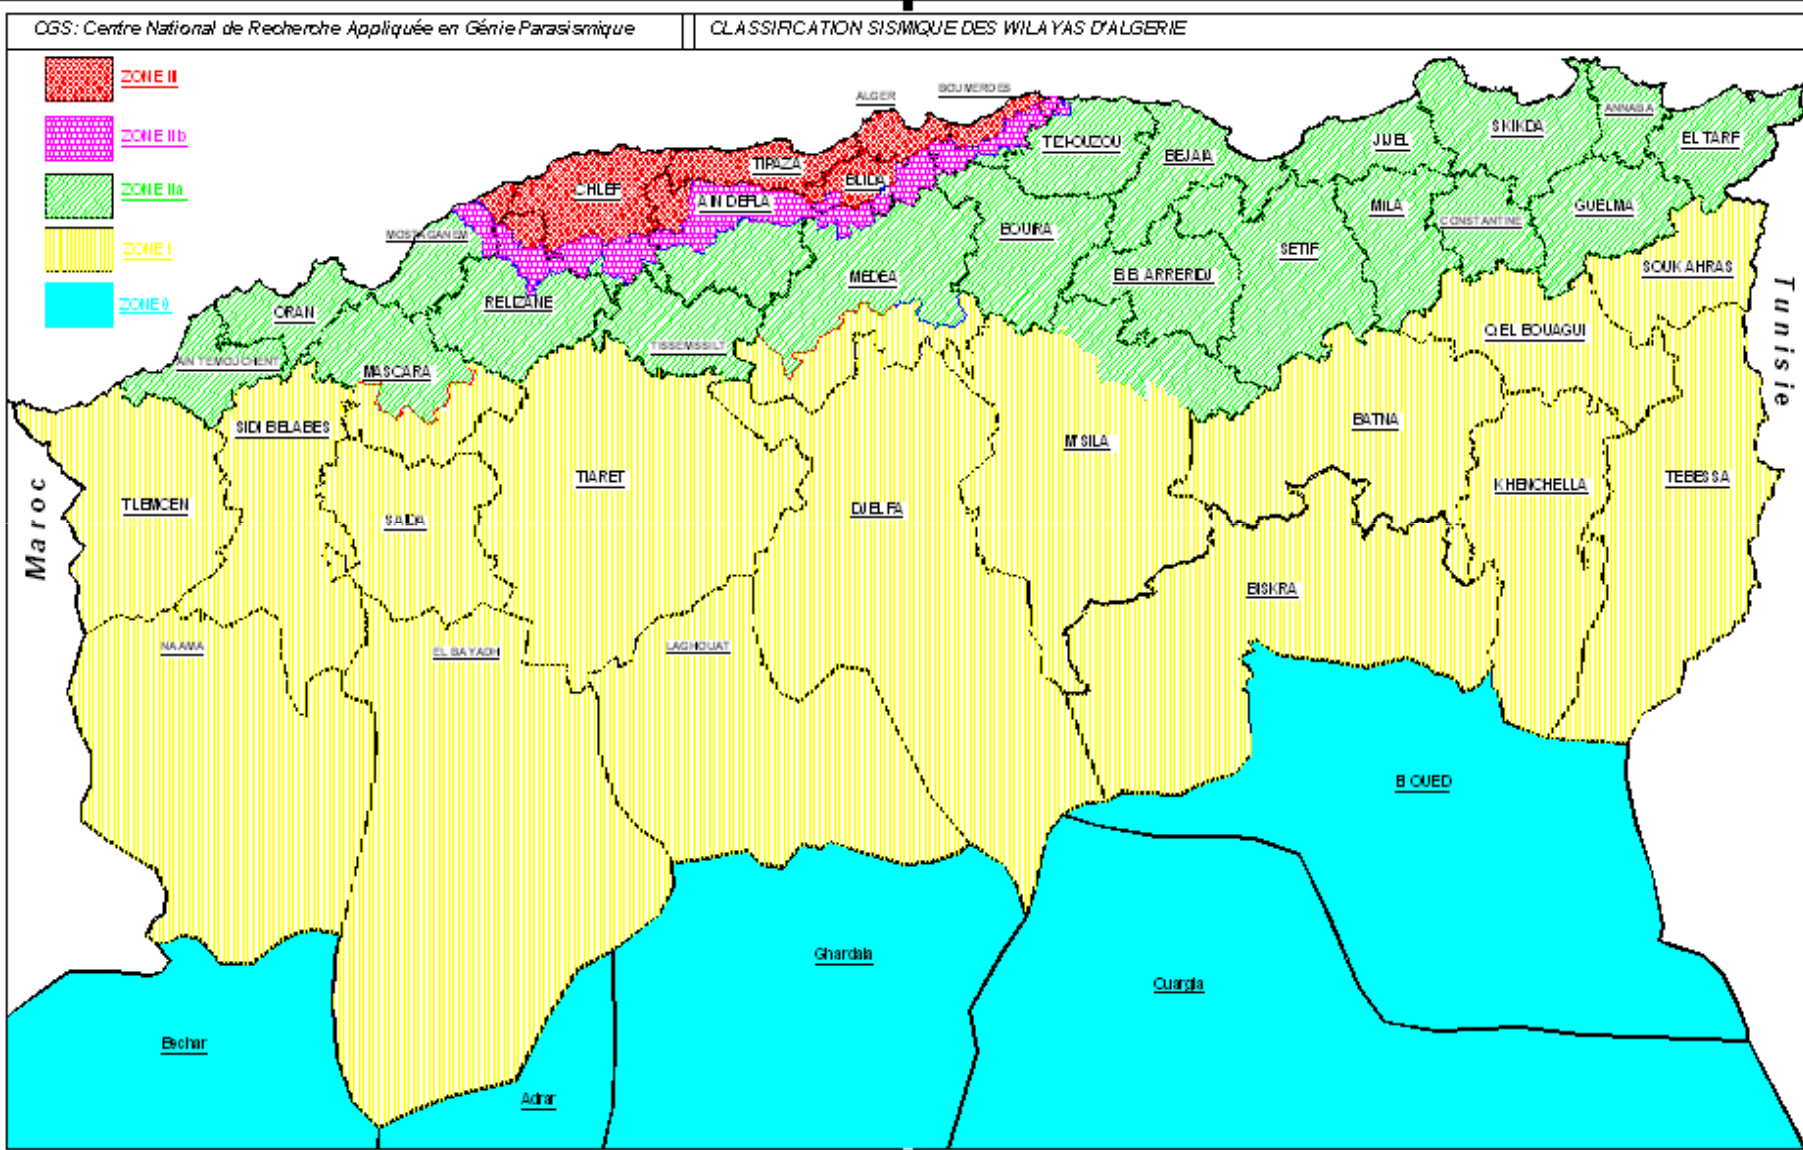 CGS: Centre National de Recherche Appliquée en Génie Parasismique
CLASSIFICATION SISMIQUE DES WILAYAS D'ALGERIE
ZONE III
ZONE IIb
ZONE IIa
ZONE I
ZONE 0
ALGER
BOUMERDES
TIZI-OUZOU
BEJAIA
JIJEL
SKIKDA
ANNABA
EL TARF
TIPAZA
CHLEF
BLIDA
AIN DEFLA
MOSTAGANEM
BOUIRA
MILA
CONSTANTINE
GUELMA
SETIF
B.B ARRERIDJ
MEDEA
SOUK AHRAS
RELIZANE
ORAN
TISSEMSSILT
O.EL BOUAGUI
AIN TEMOUCHENT
MASCARA
SIDI BELABES
BATNA
M'SILA
TIARET
KHENCHELLA
TEBESSA
TLEMCEN
SAIDA
DJELFA
BISKRA
NAAMA
EL BAYADH
LAGHOUAT
El OUED
Ghardaia
Ouargla
Bechar
Adrar
Maroc
Tunisie